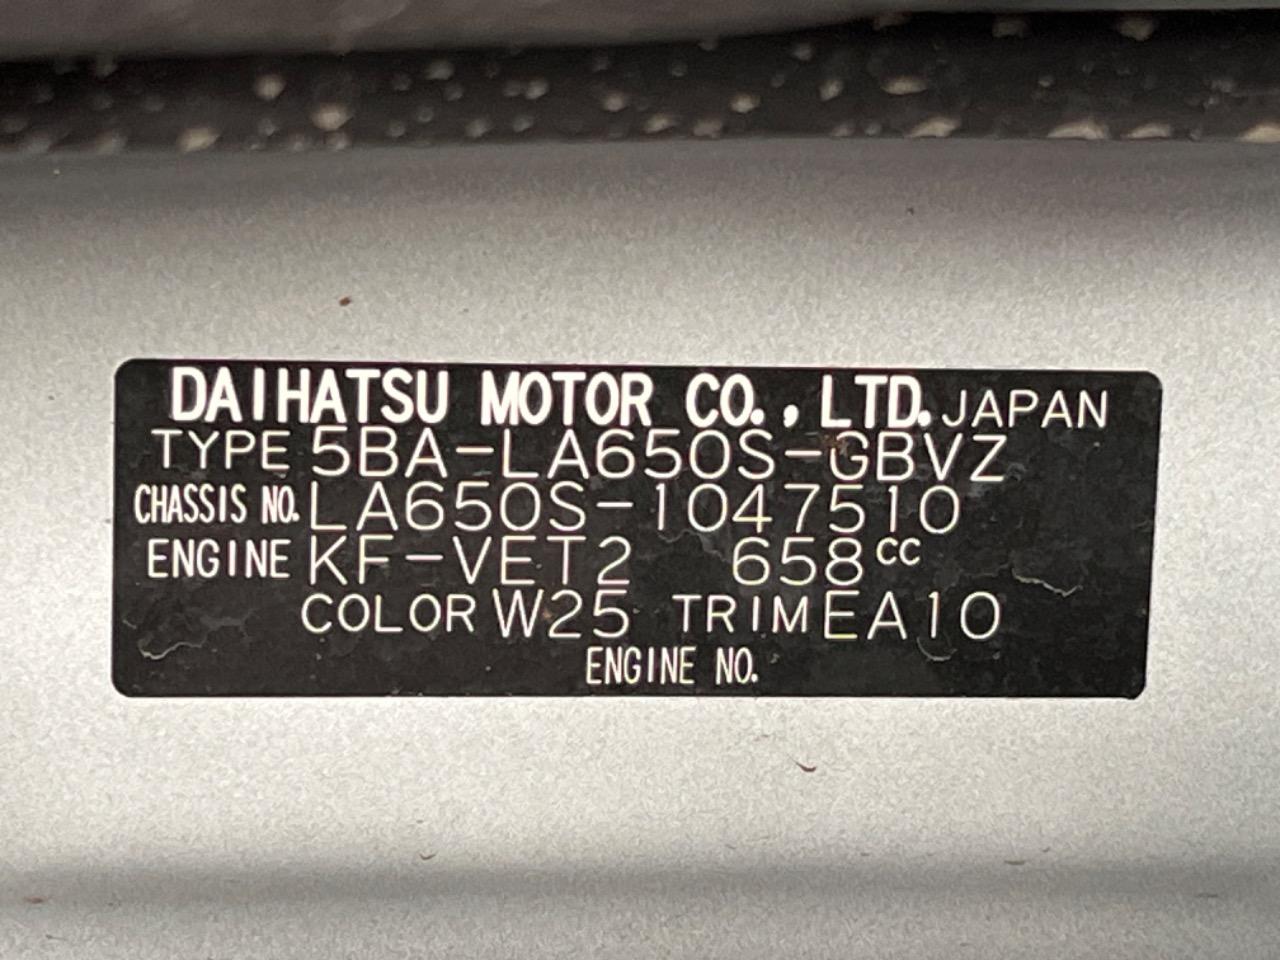 DAIHATSU MOTOR CO., LTD. JAPAN
TYPE 5BA-LA650S-GBVZ
CHASSIS NO. LA650S-1047510
ENGINE KF-VET2 658cc
COLOR W25 TRIM EA10
ENGINE NO.